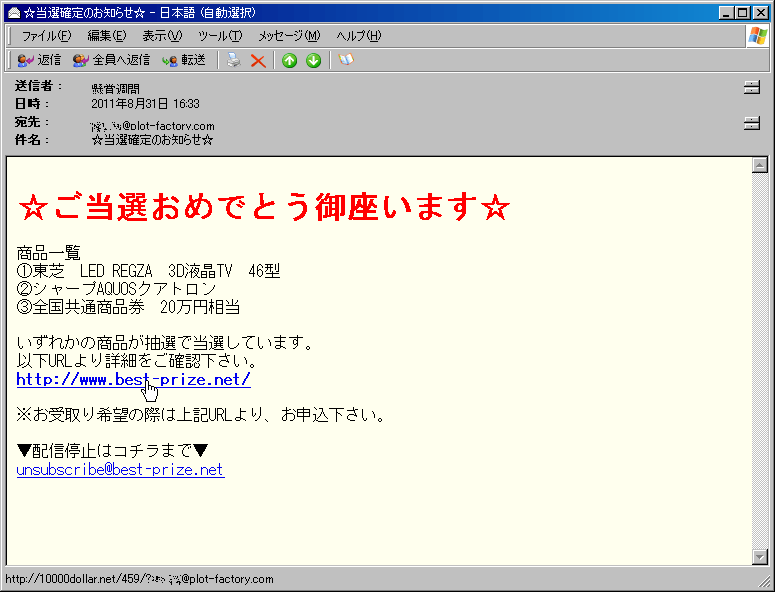 ☆当選確定のお知らせ☆ - 日本語 (自動選択)
ファイル(F) 編集(E) 表示(V) ツール(T) メッセージ(M) ヘルプ(H)
返信 全員へ返信 転送
送信者： 懸賞週間
日時： 2011年8月31日 16:33
宛先： @plot-factory.com
件名： ☆当選確定のお知らせ☆
☆ご当選おめでとう御座います☆
商品一覧
①東芝　LED REGZA　3D液晶TV　46型
②シャープAQUOSクアトロン
③全国共通商品券　20万円相当
いずれかの商品が抽選で当選しています。
以下URLより詳細をご確認下さい。
http://www.best-prize.net/
※お受取り希望の際は上記URLより、お申込下さい。
▼配信停止はコチラまで▼
unsubscribe@best-prize.net
http://10000dollar.net/459/? @plot-factory.com